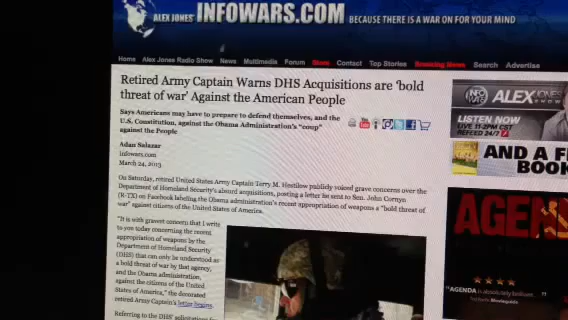 ALEX JONES' INFOWARS.COM BECAUSE THERE IS A WAR ON FOR YOUR MIND
Home Alex Jones Radio Show News Multimedia Forum Store Contact Top Stories Breaking News Search Advertise
Retired Army Captain Warns DHS Acquisitions are 'bold
threat of war' Against the American People
Says Americans may have to prepare to defend themselves, and the
U.S. Constitution, against the Obama Administration's "coup"
against the People
Adan Salazar
Infowars.com
March 24, 2013
On Saturday, retired United States Army Captain Terry M. Hestilow publicly voiced grave concerns over the
Department of Homeland Security's absurd acquisitions, posting a letter he sent to Sen. John Cornyn
(R-TX) on Facebook labeling the Obama administration's recent appropriation of weapons a "bold threat of
war" against citizens of the United States of America.
"It is with gravest concern that I write
to you today concerning the recent
appropriation of weapons by the
Department of Homeland Security
(DHS) that can only be understood as
a bold threat of war by that agency,
and the Obama administration,
against the citizens of the United
States of America," the decorated
retired Army Captain's letter begins.
Referring to the DHS'
INFO WARS ALEX JONES SHOW
LISTEN NOW
LIVE 11-2PM CST
REFEED 24/7
AND A F
BOOK
AGEN
"AGENDA is absolutely brillian